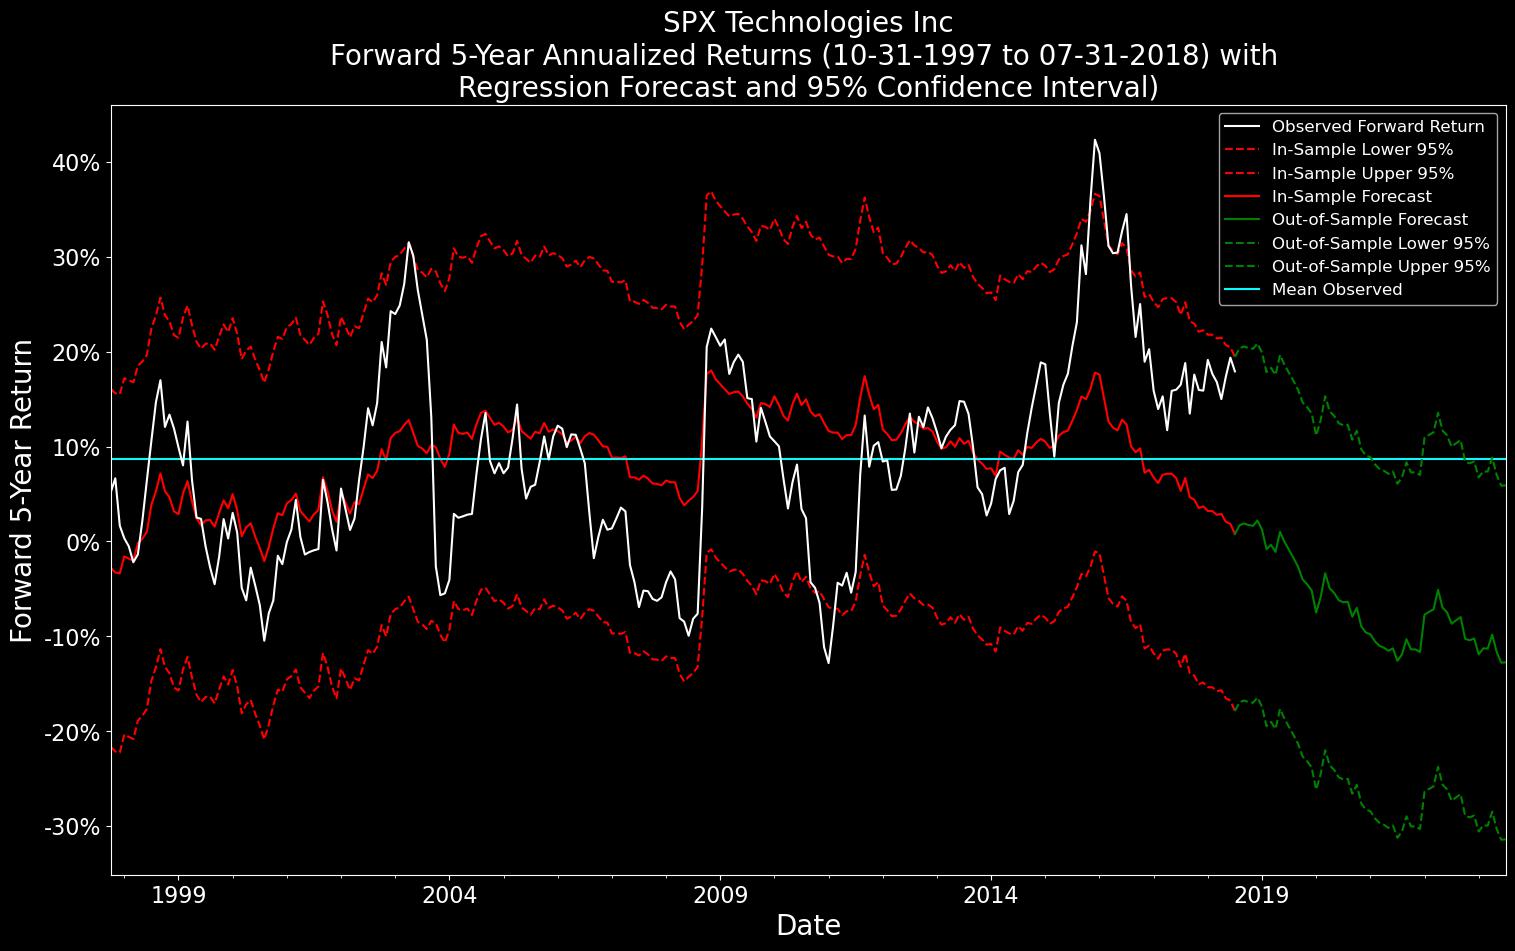 SPX Technologies Inc
Forward 5-Year Annualized Returns (10-31-1997 to 07-31-2018) with
Regression Forecast and 95% Confidence Interval)
Observed Forward Return
In-Sample Lower 95%
In-Sample Upper 95%
In-Sample Forecast
Out-of-Sample Forecast
Out-of-Sample Lower 95%
Out-of-Sample Upper 95%
Mean Observed
Forward 5-Year Return
40%
30%
20%
10%
0%
-10%
-20%
-30%
1999
2004
2009
2014
2019
Date